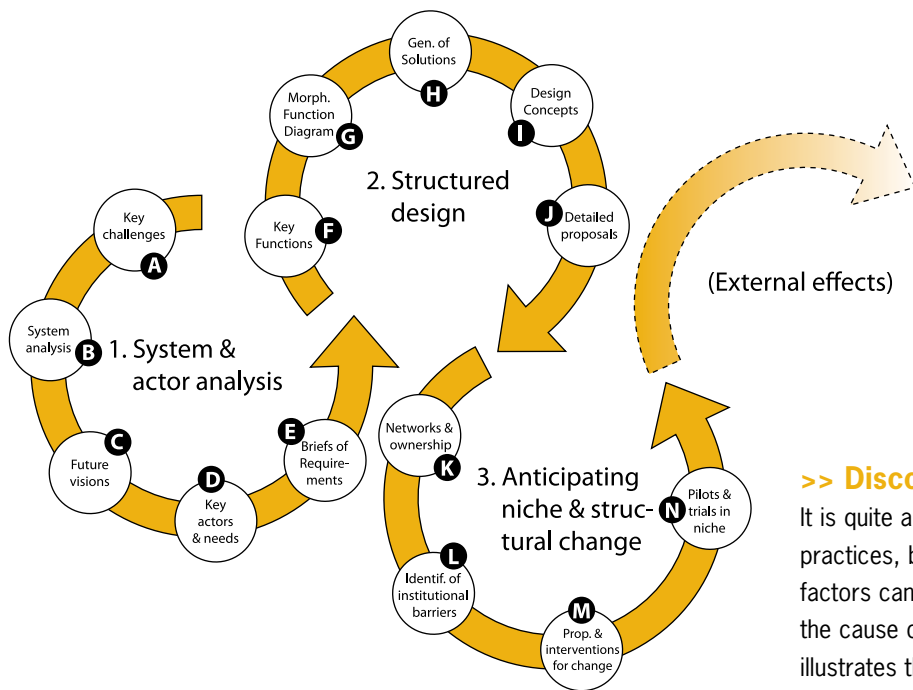 Key
challenges
A
System
analysis
B
1. System &
actor analysis
Future
visions
C
D
Key
actors
& needs
E
Briefs of
Require-
ments
Key
Functions
F
Morph.
Function
Diagram
G
Gen. of
Solutions
H
Design
Concepts
I
2. Structured
design
J
Detailed
proposals
Networks &
ownership
K
3. Anticipating
niche & struc-
tural change
L
Identif. of
institutional
barriers
M
Prop. &
interventions
for change
N
Pilots &
trials in
niche
(External effects)
>> Disco
It is quite a
practices, b
factors can
the cause o
illustrates th